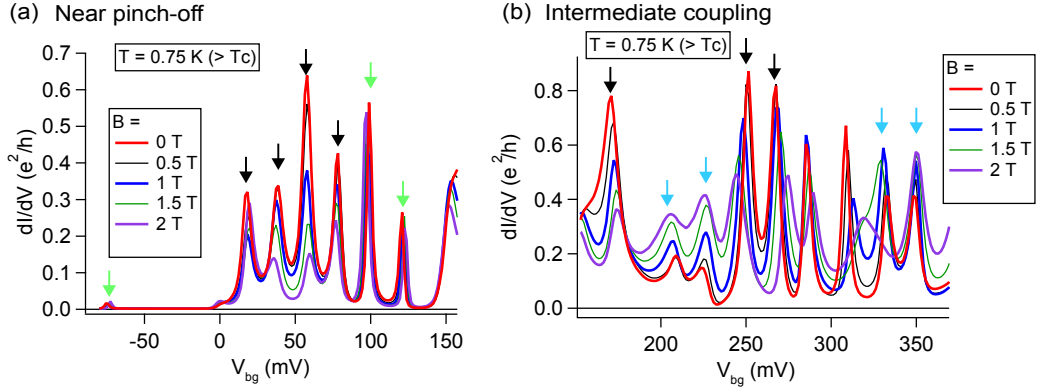 (a) Near pinch-off
T = 0.75 K (> Tc)
B =
0 T
0.5 T
1 T
1.5 T
2 T
dI/dV (e²/h)
0.7
0.6
0.5
0.4
0.3
0.2
0.1
0.0
-50
0
50
100
150
V_bg (mV)
(b) Intermediate coupling
T = 0.75 K (> Tc)
B =
0 T
0.5 T
1 T
1.5 T
2 T
dI/dV (e²/h)
0.8
0.6
0.4
0.2
0.0
200
250
300
350
V_bg (mV)